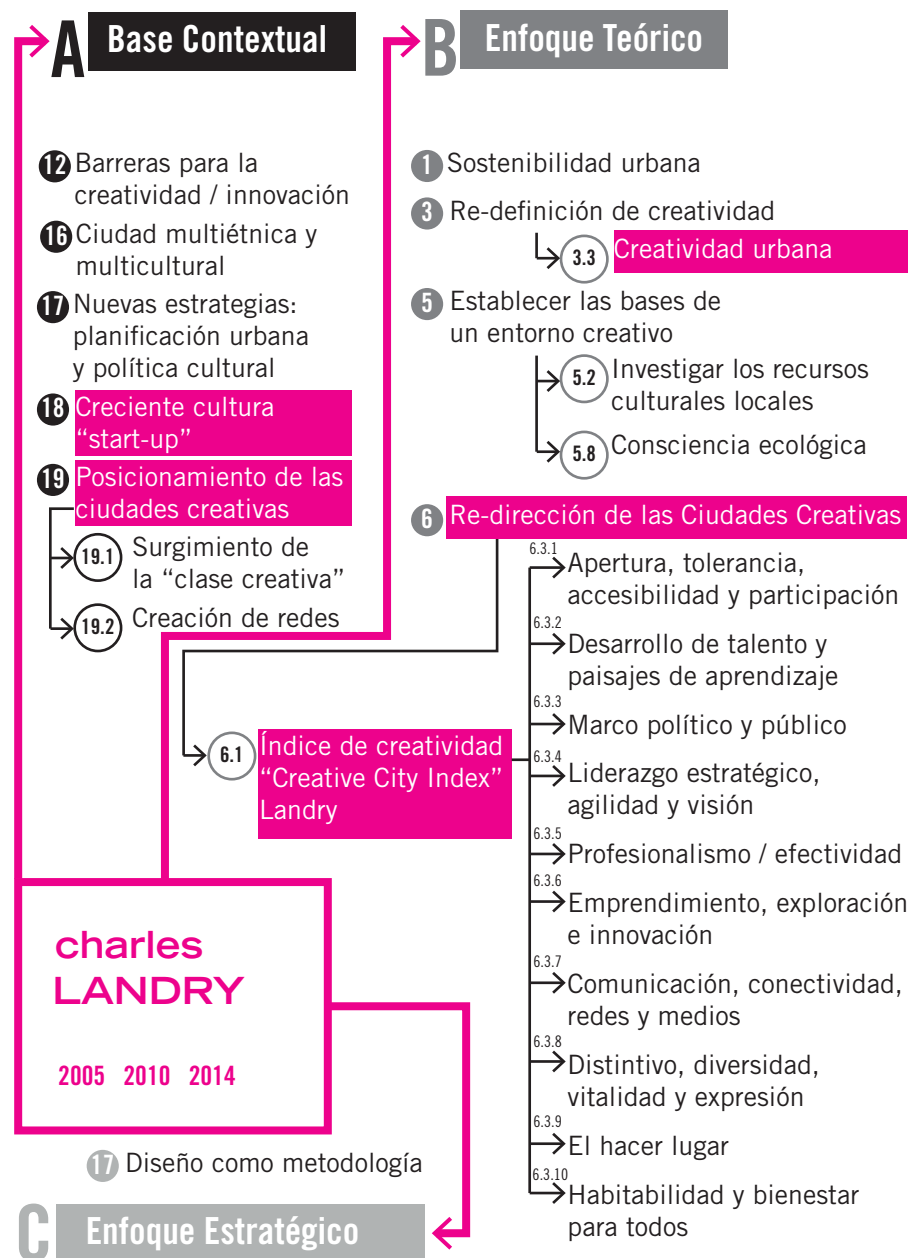 A Base Contextual
12 Barreras para la
creatividad / innovación
16 Ciudad multiétnica y
multicultural
17 Nuevas estrategias:
planificación urbana
y política cultural
18 Creciente cultura
“start-up”
19 Posicionamiento de las
ciudades creativas
19.1 Surgimiento de
la “clase creativa”
19.2 Creación de redes
B Enfoque Teórico
1 Sostenibilidad urbana
3 Re-definición de creatividad
3.3 Creatividad urbana
5 Establecer las bases de
un entorno creativo
5.2 Investigar los recursos
culturales locales
5.8 Consciencia ecológica
6 Re-dirección de las Ciudades Creativas
6.1 Índice de creatividad
“Creative City Index”
Landry
6.3.1
Apertura, tolerancia,
accesibilidad y participación
6.3.2
Desarrollo de talento y
paisajes de aprendizaje
6.3.3
Marco político y público
6.3.4
Liderazgo estratégico,
agilidad y visión
6.3.5
Profesionalismo / efectividad
6.3.6
Emprendimiento, exploración
e innovación
6.3.7
Comunicación, conectividad,
redes y medios
6.3.8
Distintivo, diversidad,
vitalidad y expresión
6.3.9
El hacer lugar
6.3.10
Habitabilidad y bienestar
para todos
charles
LANDRY
2005 2010 2014
17 Diseño como metodología
C Enfoque Estratégico